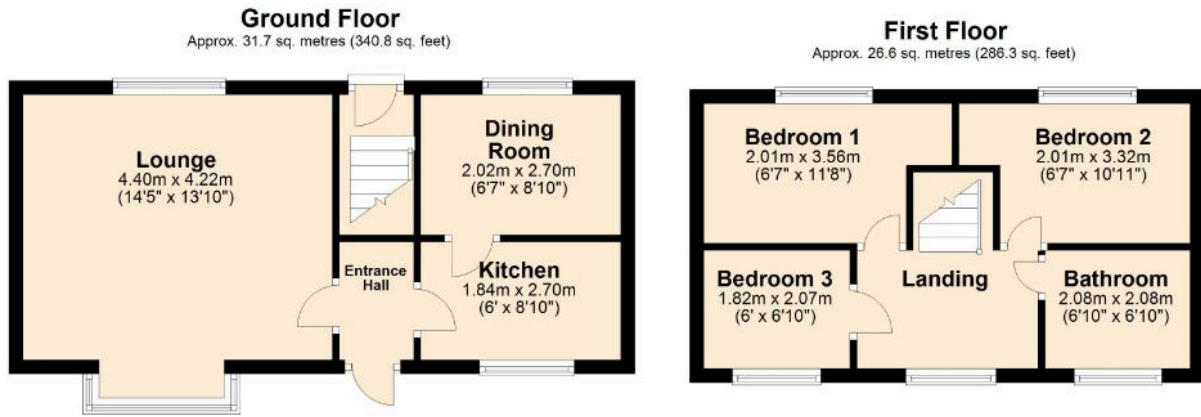 Ground Floor
Approx. 31.7 sq. metres (340.8 sq. feet)
Lounge
4.40m x 4.22m
(14'5" x 13'10")
Dining
Room
2.02m x 2.70m
(6'7" x 8'10")
Entrance
Hall
Kitchen
1.84m x 2.70m
(6' x 8'10")
First Floor
Approx. 26.6 sq. metres (286.3 sq. feet)
Bedroom 1
2.01m x 3.56m
(6'7" x 11'8")
Bedroom 2
2.01m x 3.32m
(6'7" x 10'11")
Bedroom 3
1.82m x 2.07m
(6' x 6'10")
Landing
Bathroom
2.08m x 2.08m
(6'10" x 6'10")